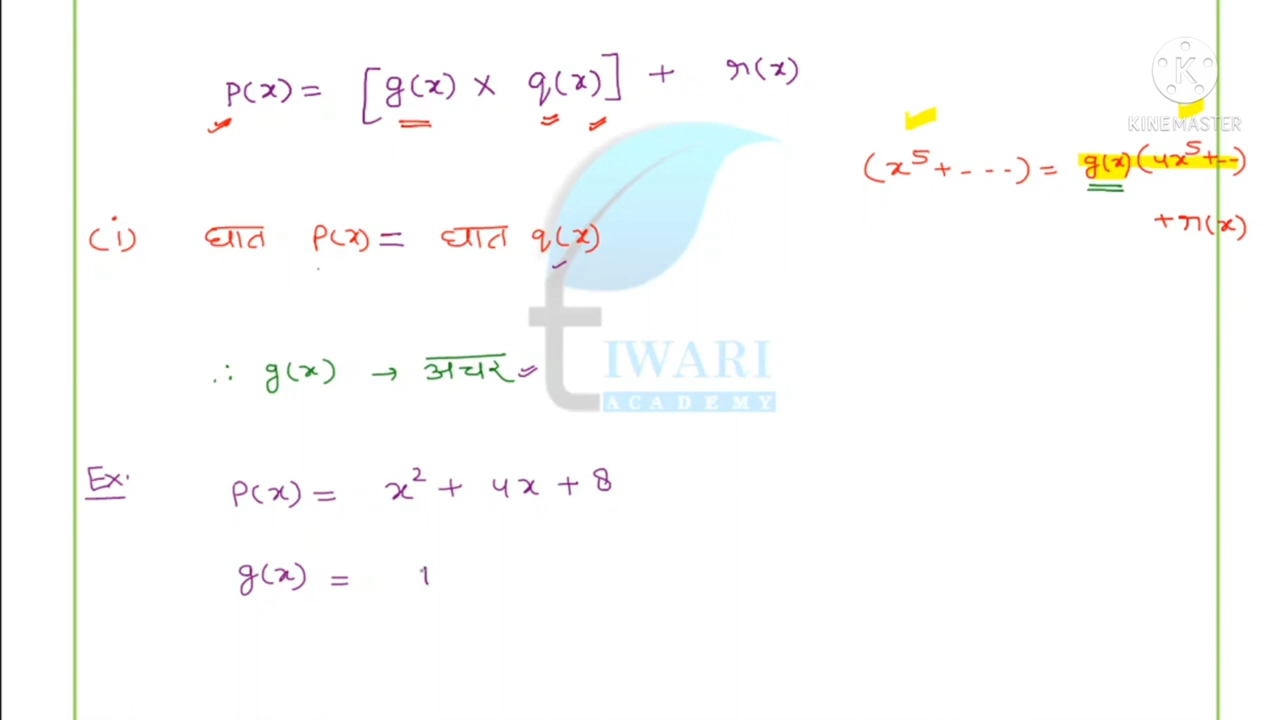 P(x) = [g(x) × q(x)] + r(x)
KINEMASTER
(x⁵ + - - - -) = g(x) (4x⁵ + - -)
+ r(x)
(i) घात P(x) = घात q(x)
∴ g(x) → अचर
TIWARI
ACADEMY
Ex. P(x) = x² + 4x + 8
g(x) = 1